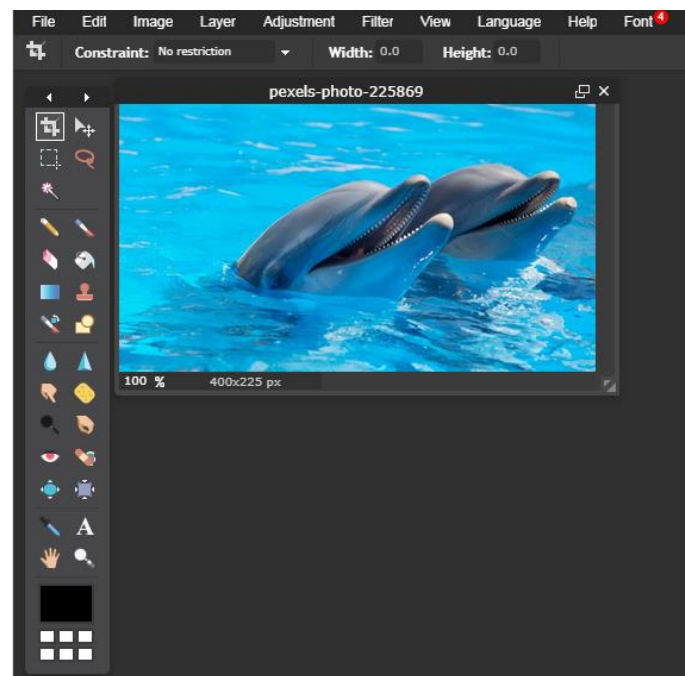 File Edit Image Layer Adjustment Filter View Language Help Font 4
Constraint: No restriction Width: 0.0 Height: 0.0
pexels-photo-225869
A
100 % 400x225 px